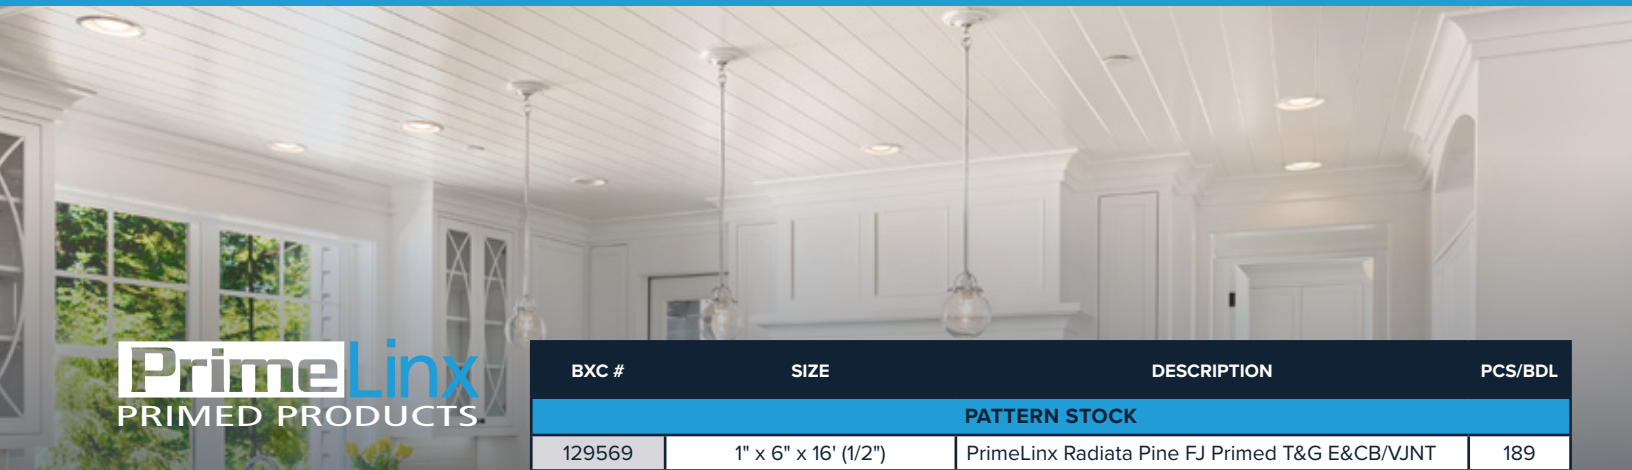 PrimeLinx
PRIMED PRODUCTS
BXC # SIZE DESCRIPTION PCS/BDL
PATTERN STOCK
129569 1" x 6" x 16' (1/2") PrimeLinx Radiata Pine FJ Primed T&G E&CB/VJNT 189